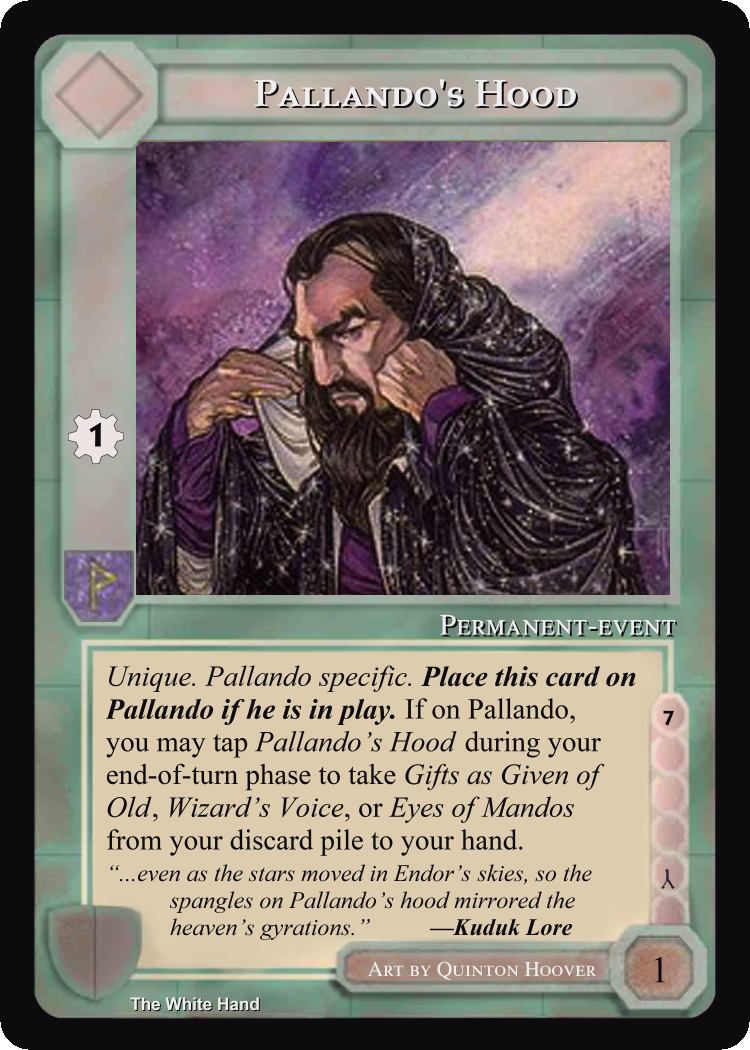 Pallando's Hood
1
Permanent-event
Unique. Pallando specific. Place this card on
Pallando if he is in play. If on Pallando,
you may tap Pallando’s Hood during your
end-of-turn phase to take Gifts as Given of
Old, Wizard’s Voice, or Eyes of Mandos
from your discard pile to your hand.
“...even as the stars moved in Endor’s skies, so the
spangles on Pallando’s hood mirrored the
heaven’s gyrations.” —Kuduk Lore
7
Art by Quinton Hoover
1
The White Hand